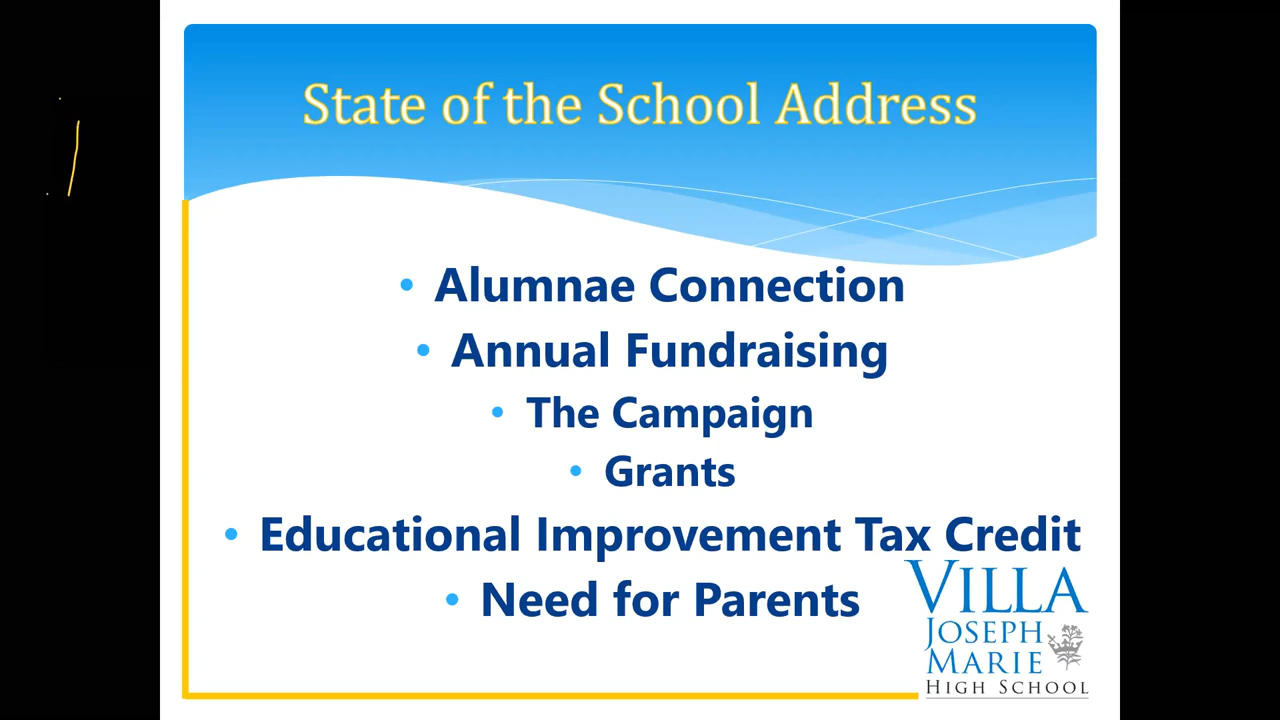 State of the School Address
• Alumnae Connection
• Annual Fundraising
• The Campaign
• Grants
• Educational Improvement Tax Credit
• Need for Parents
VILLA
JOSEPH
MARIE
HIGH SCHOOL